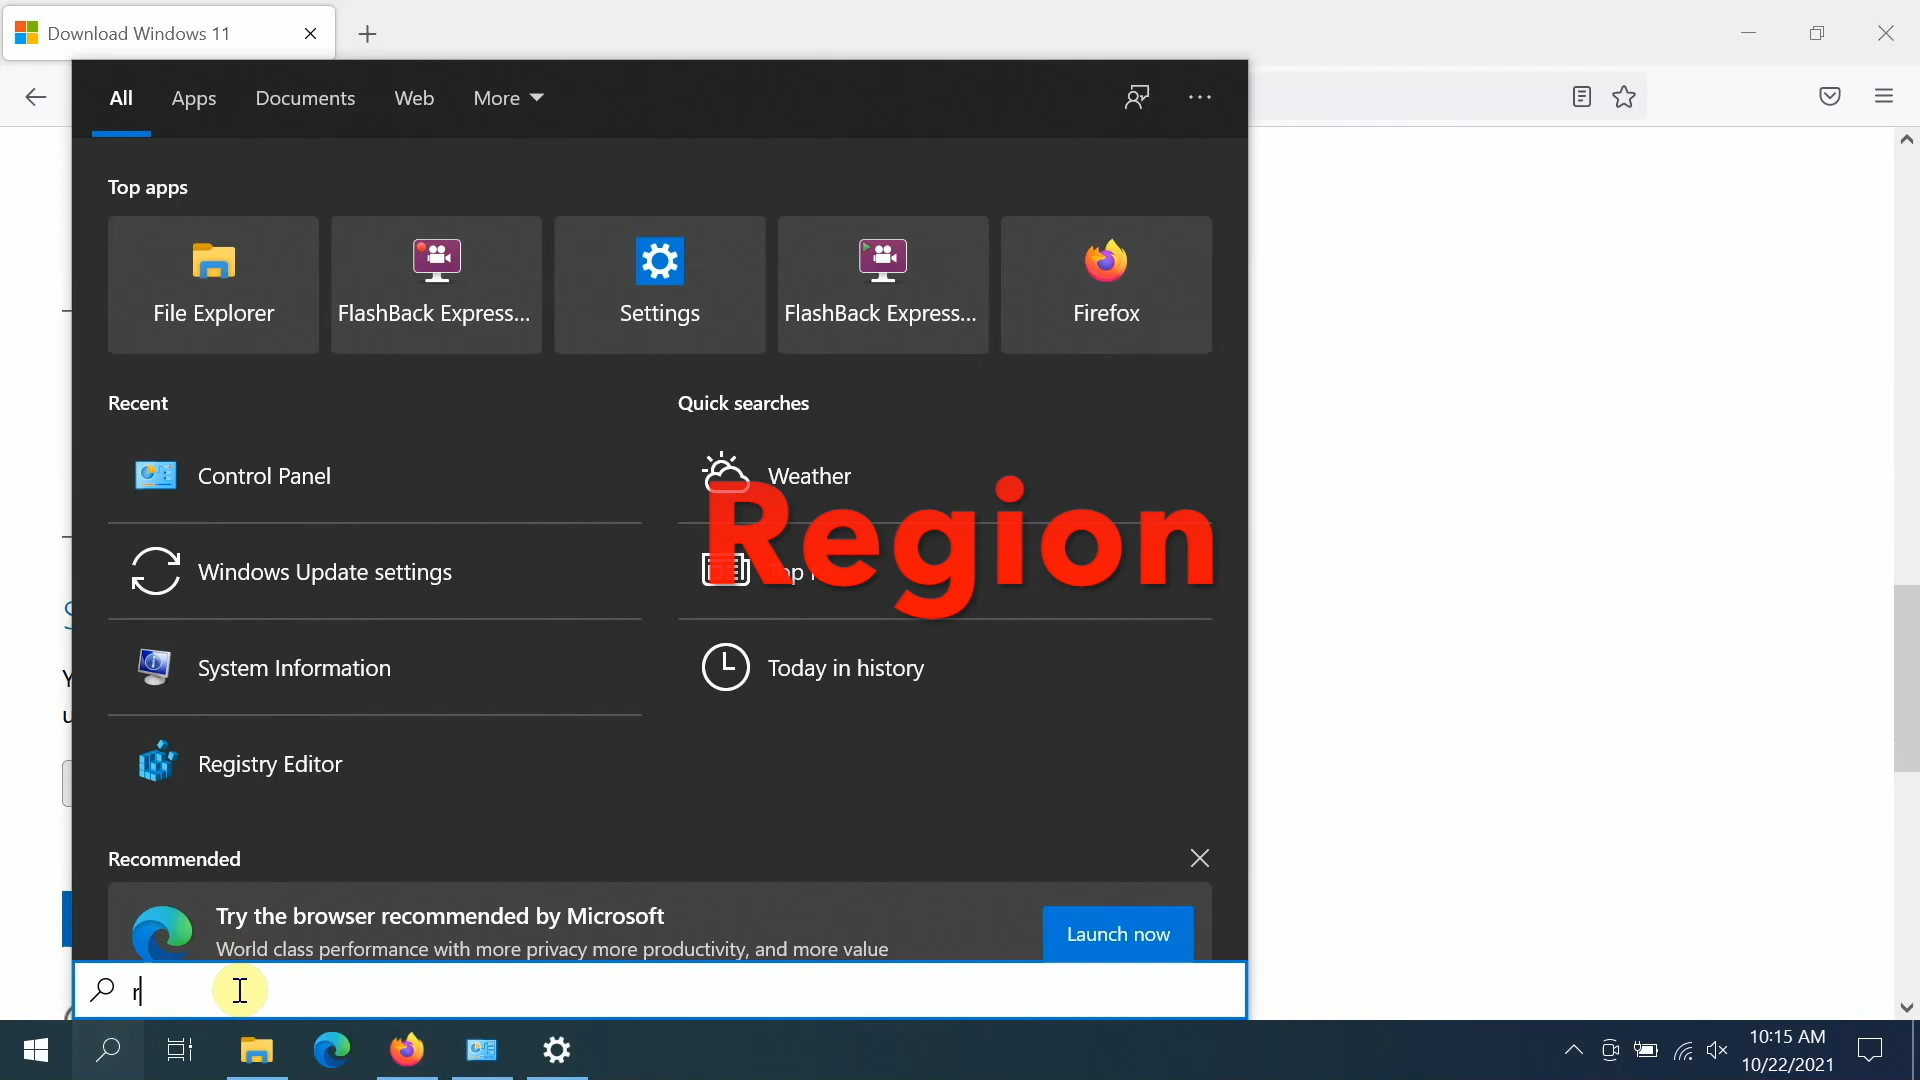 Download Windows 11
All Apps Documents Web More
Top apps
File Explorer FlashBack Express... Settings FlashBack Express... Firefox
Recent Quick searches
Control Panel Weather
Region
Windows Update settings
System Information Today in history
Registry Editor
Recommended
Try the browser recommended by Microsoft
World class performance with more privacy more productivity, and more value
Launch now
r
10:15 AM
10/22/2021